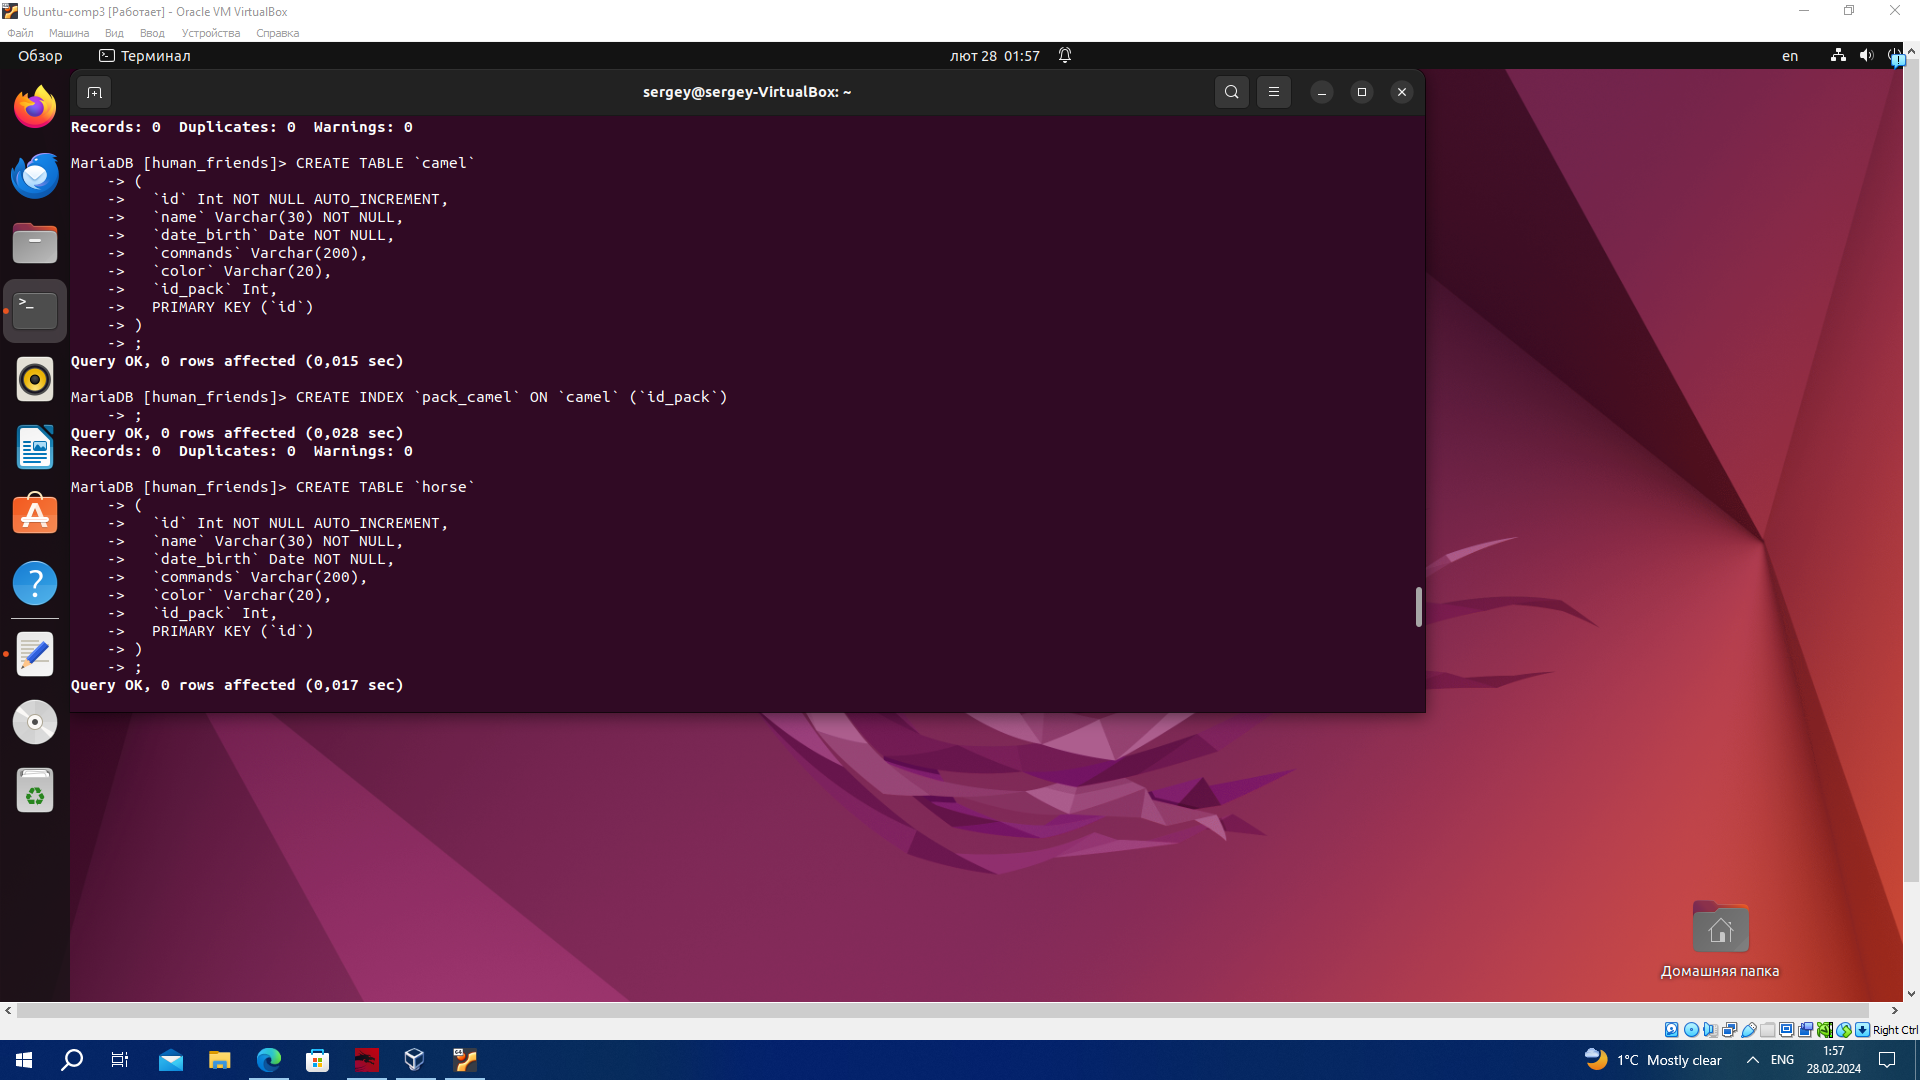 Ubuntu-comp3 [Работает] - Oracle VM VirtualBox
Файл Машина Вид Ввод Устройства Справка
Обзор Терминал лют 28 01:57 en
sergey@sergey-VirtualBox: ~
Records: 0  Duplicates: 0  Warnings: 0
MariaDB [human_friends]> CREATE TABLE `camel`
    -> (
    ->   `id` Int NOT NULL AUTO_INCREMENT,
    ->   `name` Varchar(30) NOT NULL,
    ->   `date_birth` Date NOT NULL,
    ->   `commands` Varchar(200),
    ->   `color` Varchar(20),
    ->   `id_pack` Int,
    ->   PRIMARY KEY (`id`)
    -> )
    -> ;
Query OK, 0 rows affected (0,015 sec)
MariaDB [human_friends]> CREATE INDEX `pack_camel` ON `camel` (`id_pack`)
    -> ;
Query OK, 0 rows affected (0,028 sec)
Records: 0  Duplicates: 0  Warnings: 0
MariaDB [human_friends]> CREATE TABLE `horse`
    -> (
    ->   `id` Int NOT NULL AUTO_INCREMENT,
    ->   `name` Varchar(30) NOT NULL,
    ->   `date_birth` Date NOT NULL,
    ->   `commands` Varchar(200),
    ->   `color` Varchar(20),
    ->   `id_pack` Int,
    ->   PRIMARY KEY (`id`)
    -> )
    -> ;
Query OK, 0 rows affected (0,017 sec)
Домашняя папка
Right Ctrl
1°C Mostly clear ENG 1:57
28.02.2024